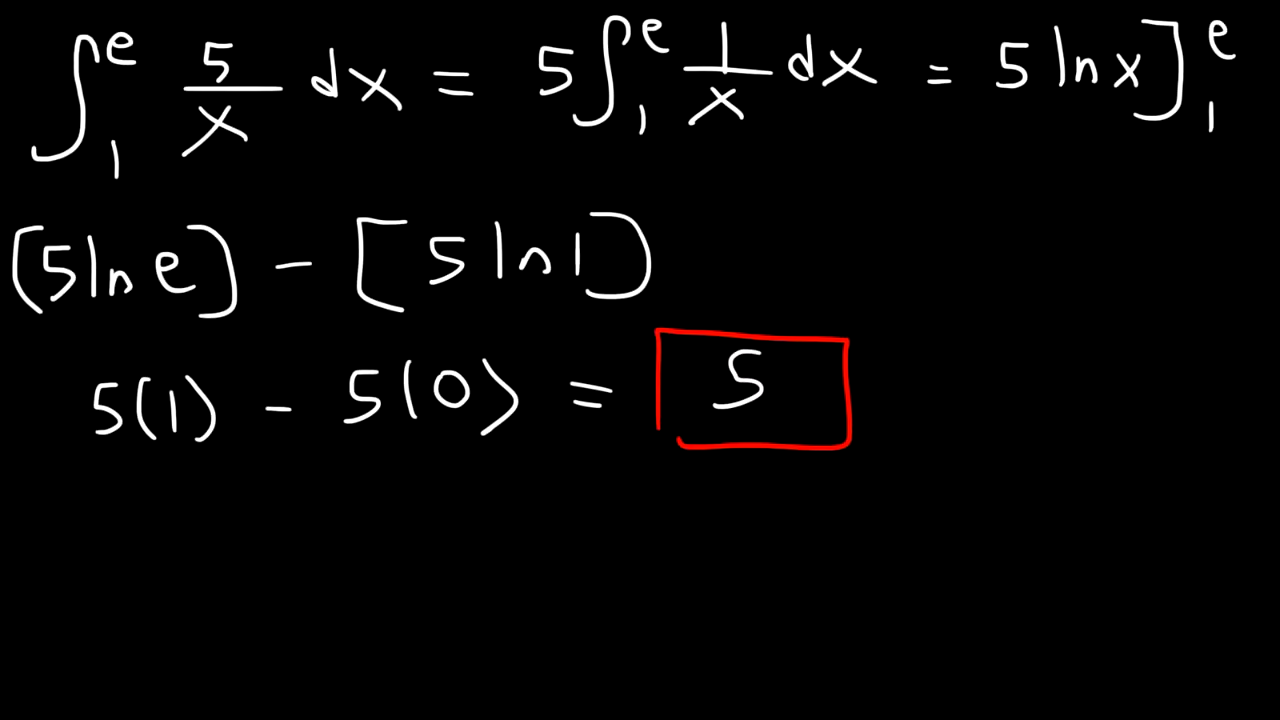 ∫₁ᵉ 5/x dx = 5∫₁ᵉ 1/x dx = 5 ln x]₁ᵉ
[5 ln e] - [5 ln 1]
5(1) - 5(0) = 5